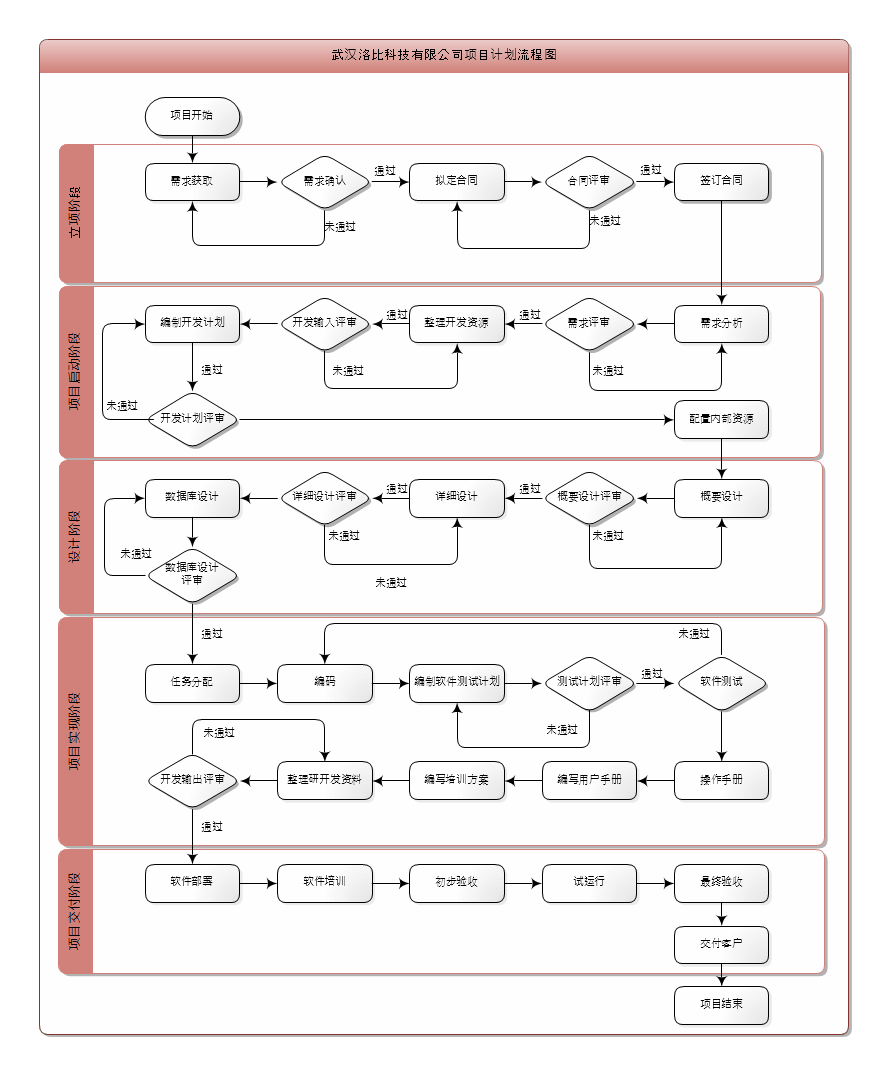 武汉洛比科技有限公司项目计划流程图
项目开始
立项阶段
需求获取
需求确认
通过
拟定合同
合同评审
通过
签订合同
未通过
未通过
项目启动阶段
编制开发计划
开发输入评审
通过
整理开发资源
通过
需求评审
需求分析
通过
未通过
未通过
未通过
开发计划评审
配置内部资源
设计阶段
数据库设计
详细设计评审
通过
详细设计
通过
概要设计评审
概要设计
未通过
未通过
未通过
数据库设计
评审
未通过
通过
未通过
项目实现阶段
任务分配
编码
编制软件测试计划
测试计划评审
通过
软件测试
未通过
未通过
开发输出评审
整理研开发资料
编写培训方案
编写用户手册
操作手册
通过
项目交付阶段
软件部署
软件培训
初步验收
试运行
最终验收
交付客户
项目结束